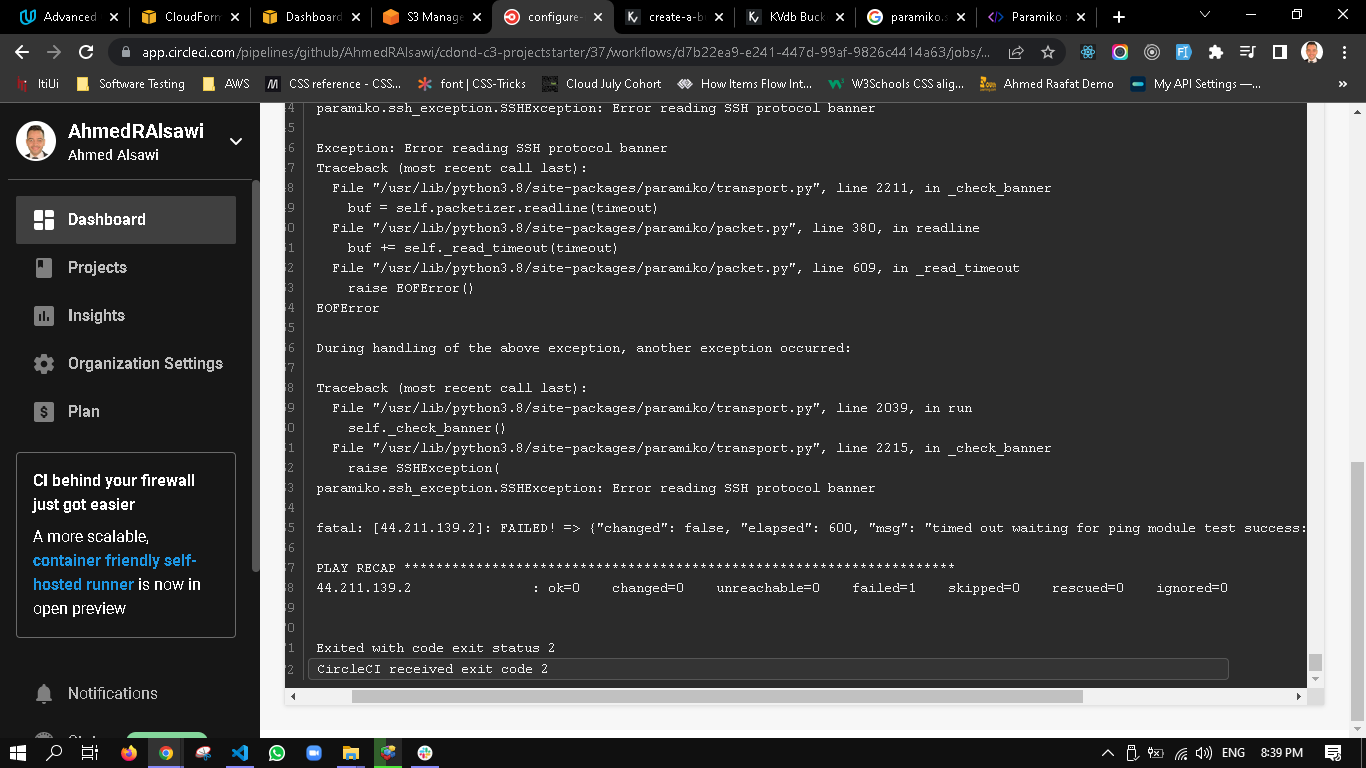 Advanced
CloudForm
Dashboard
S3 Manage
configure-
create-a-bu
KVdb Buck
paramiko.s
Paramiko
app.circleci.com/pipelines/github/AhmedRAlsawi/cdond-c3-projectstarter/37/workflows/d7b22ea9-e241-447d-99af-9826c4414a63/jobs/...
ItiUi
Software Testing
AWS
CSS reference - CSS...
font | CSS-Tricks
Cloud July Cohort
How Items Flow Int...
W3Schools CSS alig...
Ahmed Raafat Demo
My API Settings —...
»
AhmedRAlsawi
Ahmed Alsawi
Dashboard
Projects
Insights
Organization Settings
Plan
CI behind your firewall
just got easier
A more scalable,
container friendly self-
hosted runner is now in
open preview
Notifications
4 paramiko.ssh_exception.SSHException: Error reading SSH protocol banner
5
6 Exception: Error reading SSH protocol banner
7 Traceback (most recent call last):
8 File "/usr/lib/python3.8/site-packages/paramiko/transport.py", line 2211, in _check_banner
9 buf = self.packetizer.readline(timeout)
0 File "/usr/lib/python3.8/site-packages/paramiko/packet.py", line 380, in readline
1 buf += self._read_timeout(timeout)
2 File "/usr/lib/python3.8/site-packages/paramiko/packet.py", line 609, in _read_timeout
3 raise EOFError()
4 EOFError
5
6 During handling of the above exception, another exception occurred:
7
8 Traceback (most recent call last):
9 File "/usr/lib/python3.8/site-packages/paramiko/transport.py", line 2039, in run
0 self._check_banner()
1 File "/usr/lib/python3.8/site-packages/paramiko/transport.py", line 2215, in _check_banner
2 raise SSHException(
3 paramiko.ssh_exception.SSHException: Error reading SSH protocol banner
4
5 fatal: [44.211.139.2]: FAILED! => {"changed": false, "elapsed": 600, "msg": "timed out waiting for ping module test success:
6
7 PLAY RECAP *********************************************************************
8 44.211.139.2 : ok=0 changed=0 unreachable=0 failed=1 skipped=0 rescued=0 ignored=0
9
0
1 Exited with code exit status 2
2 CircleCI received exit code 2
ENG
8:39 PM